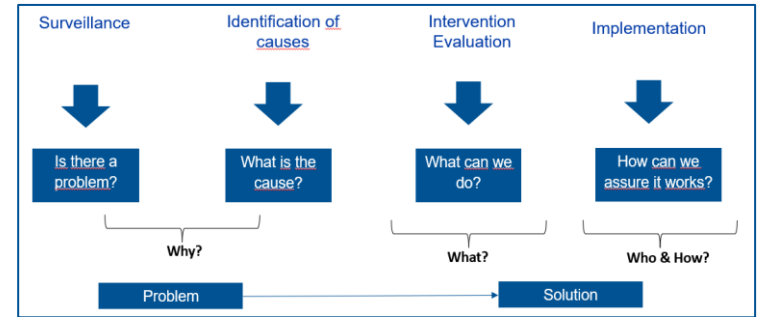 Surveillance
Identification of
causes
Intervention
Evaluation
Implementation
Is there a
problem?
What is the
cause?
What can we
do?
How can we
assure it works?
Why?
What?
Who & How?
Problem
Solution